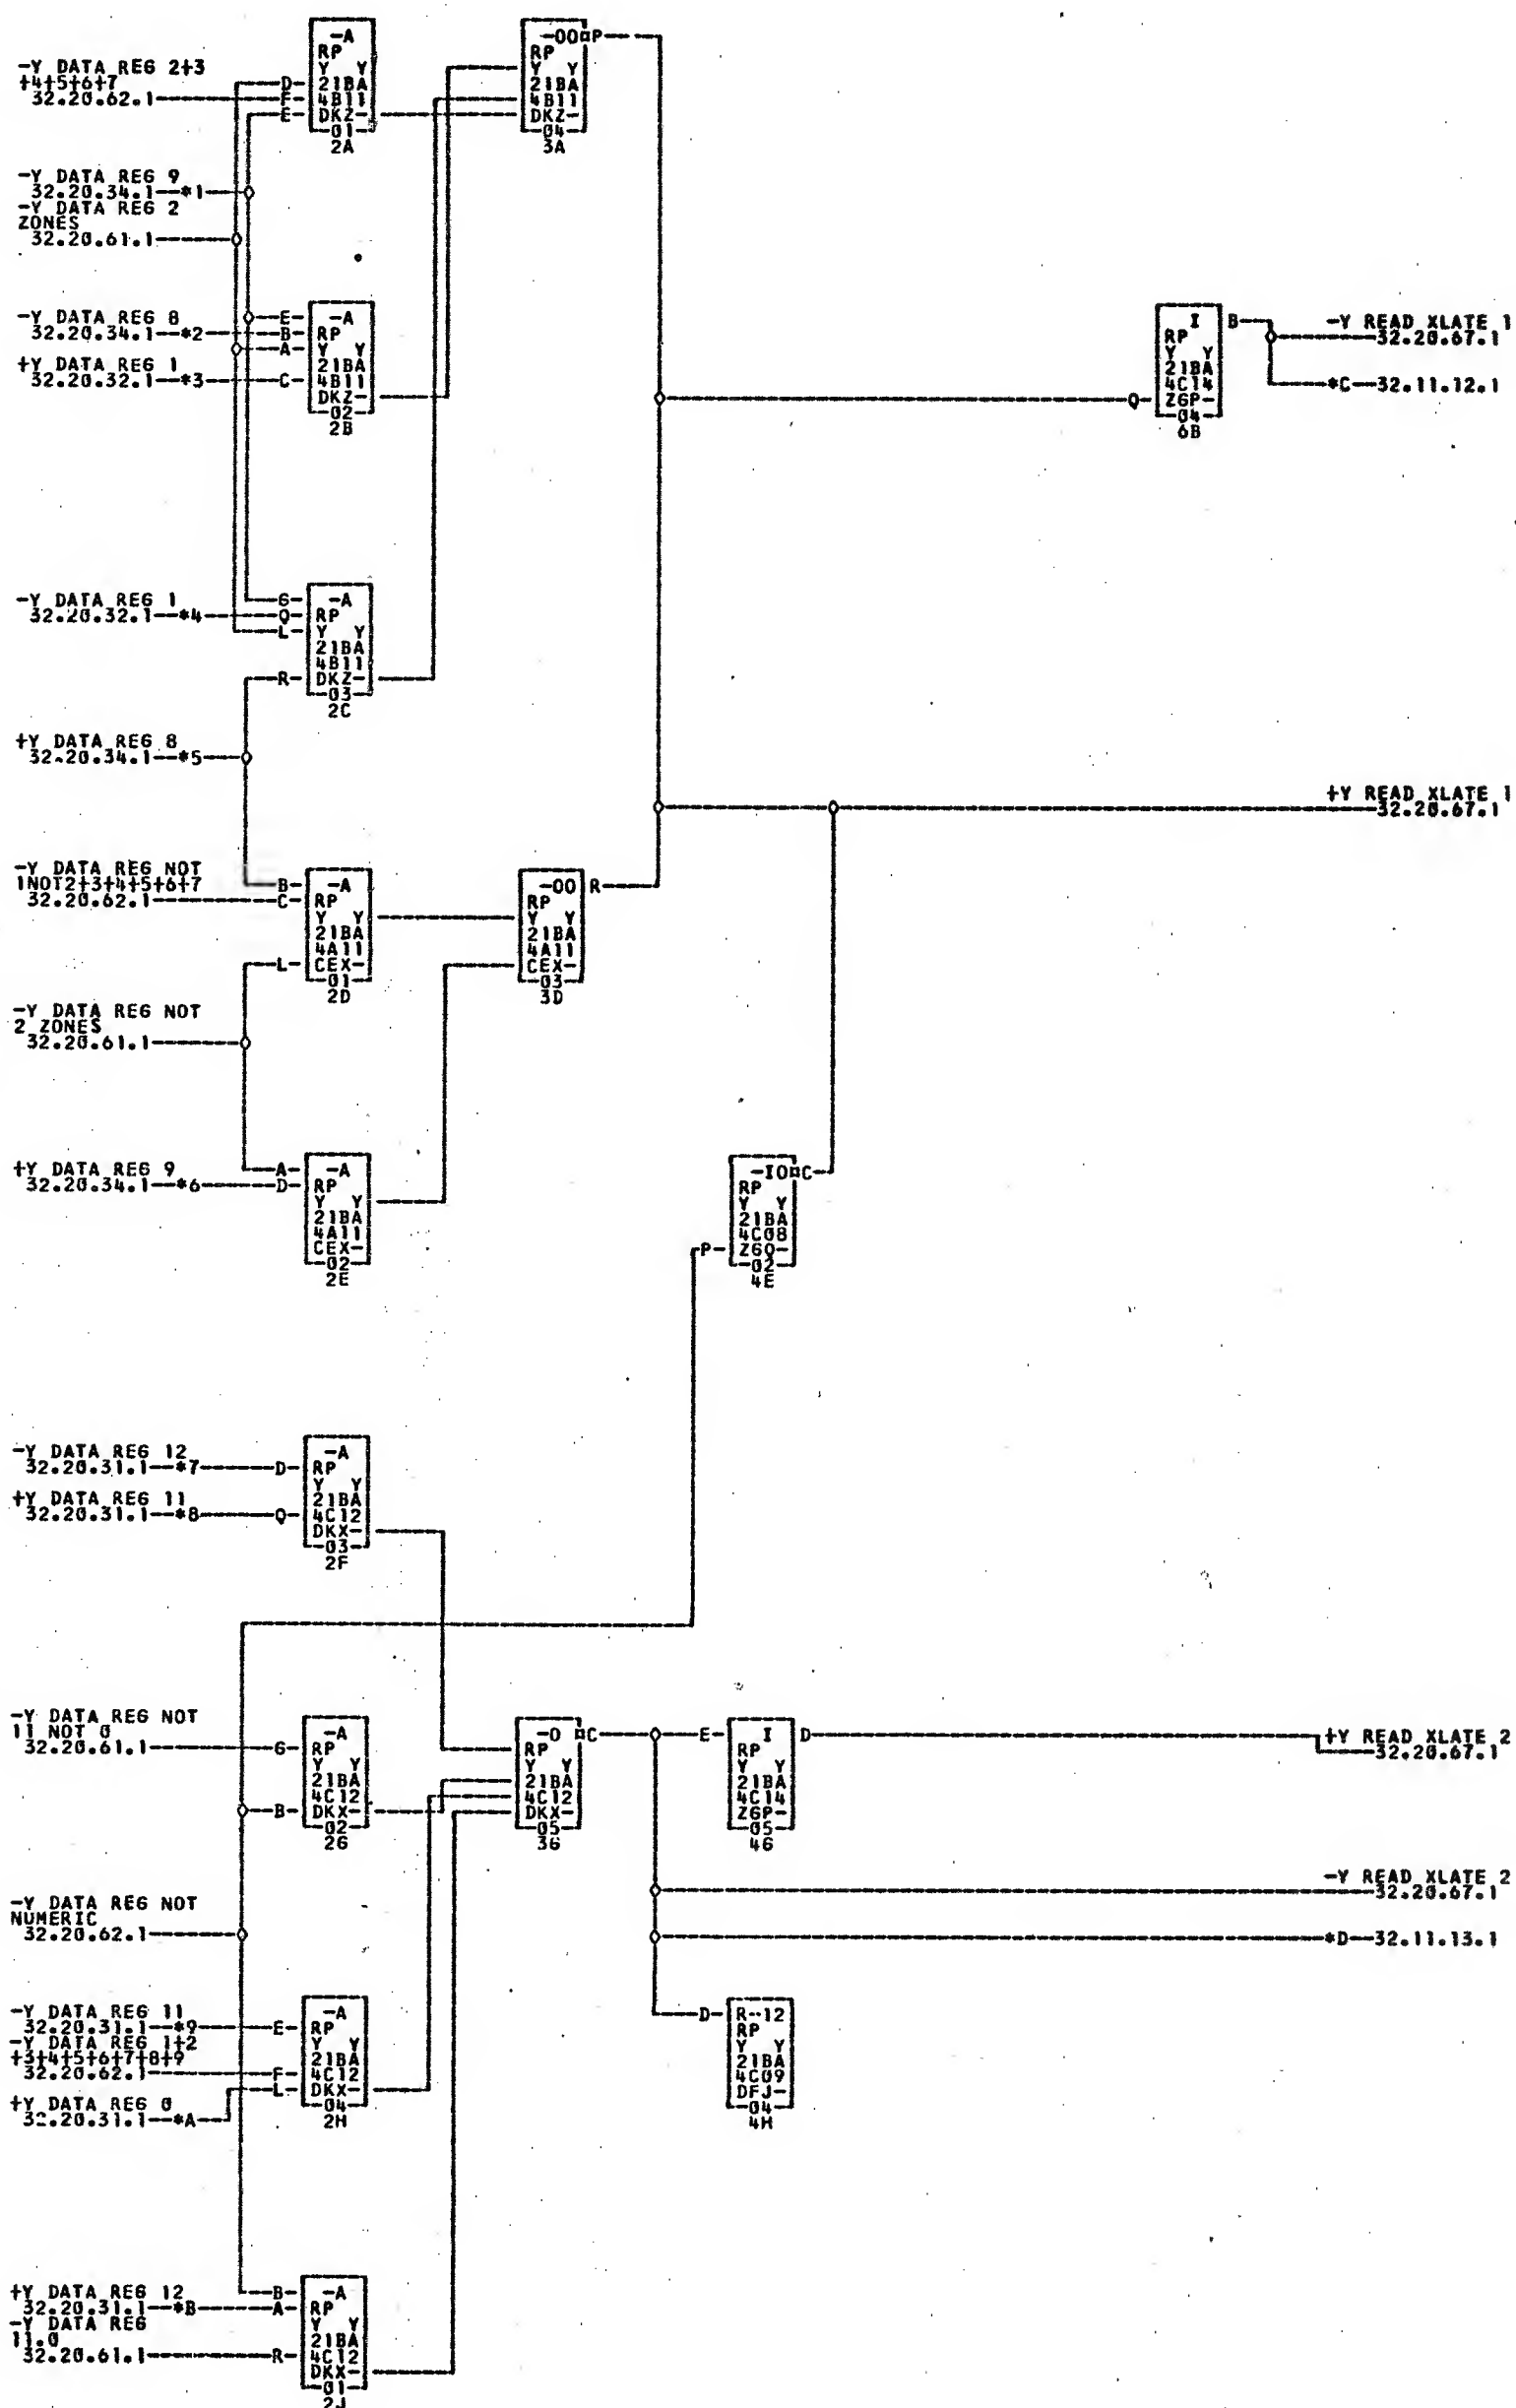 -Y DATA REG 2+3
+4+5+6+7
32.20.62.1
D
F
E
-A
RP
Y Y
21BA
4B11
DKZ-
01
2A
-OO P
RP
Y Y
21BA
4B11
DKZ-
04
3A
-Y DATA REG 9
32.20.34.1--*1
-Y DATA REG 2
ZONES
32.20.61.1
-Y DATA REG 8
32.20.34.1--*2
+Y DATA REG 1
32.20.32.1--*3
E
B
A
C
-A
RP
Y Y
21BA
4B11
DKZ-
02
2B
Q
I B
RP
Y Y
21BA
4C14
Z6P-
04
6B
-Y READ XLATE 1
32.20.67.1
*C--32.11.12.1
-Y DATA REG 1
32.20.32.1--*4
G
Q
L
R
-A
RP
Y Y
21BA
4B11
DKZ-
03
2C
+Y DATA REG 8
32.20.34.1--*5
+Y READ XLATE 1
32.20.67.1
-Y DATA REG NOT
1NOT2+3+4+5+6+7
32.20.62.1
B
C
L
-A
RP
Y Y
21BA
4A11
CEX-
01
2D
-OO R
RP
Y Y
21BA
4A11
CEX-
03
3D
-Y DATA REG NOT
2 ZONES
32.20.61.1
+Y DATA REG 9
32.20.34.1--*6
A
D
-A
RP
Y Y
21BA
4A11
CEX-
02
2E
P
-IO C
RP
Y Y
21BA
4C08
Z6Q-
02
4E
-Y DATA REG 12
32.20.31.1--*7
+Y DATA REG 11
32.20.31.1--*8
D
Q
-A
RP
Y Y
21BA
4C12
DKX-
03
2F
-Y DATA REG NOT
11 NOT 0
32.20.61.1
G
B
-A
RP
Y Y
21BA
4C12
DKX-
02
2G
-O C
RP
Y Y
21BA
4C12
DKX-
05
3G
E
I D
RP
Y Y
21BA
4C14
Z6P-
05
4G
+Y READ XLATE 2
32.20.67.1
-Y READ XLATE 2
32.20.67.1
*D--32.11.13.1
-Y DATA REG NOT
NUMERIC
32.20.62.1
-Y DATA REG 11
32.20.31.1--*9
-Y DATA REG 1+2
+3+4+5+6+7+8+9
32.20.62.1
+Y DATA REG 0
32.20.31.1--*A
E
F
L
-A
RP
Y Y
21BA
4C12
DKX-
04
2H
D
R--12
RP
Y Y
21BA
4C09
DFJ-
04
4H
+Y DATA REG 12
32.20.31.1--*B
-Y DATA REG
11.0
32.20.61.1
B
A
R
-A
RP
Y Y
21BA
4C12
DKX-
01
2J